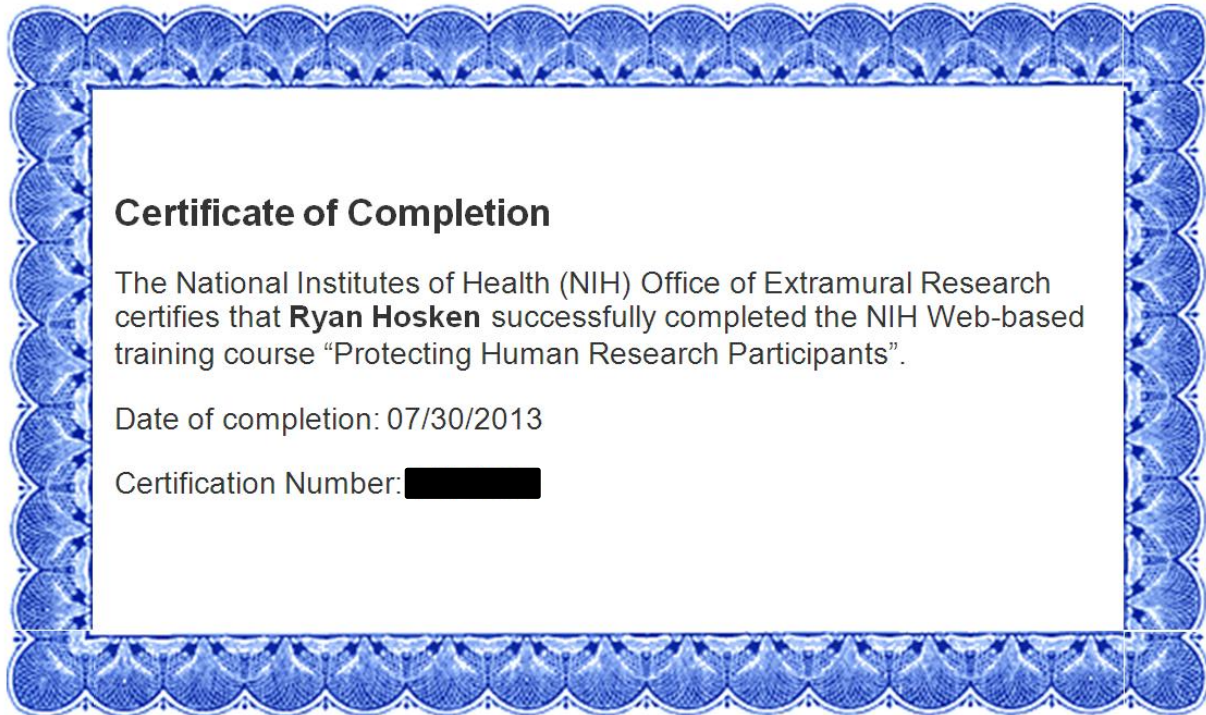 Certificate of Completion
The National Institutes of Health (NIH) Office of Extramural Research
certifies that Ryan Hosken successfully completed the NIH Web-based
training course “Protecting Human Research Participants”.
Date of completion: 07/30/2013
Certification Number: